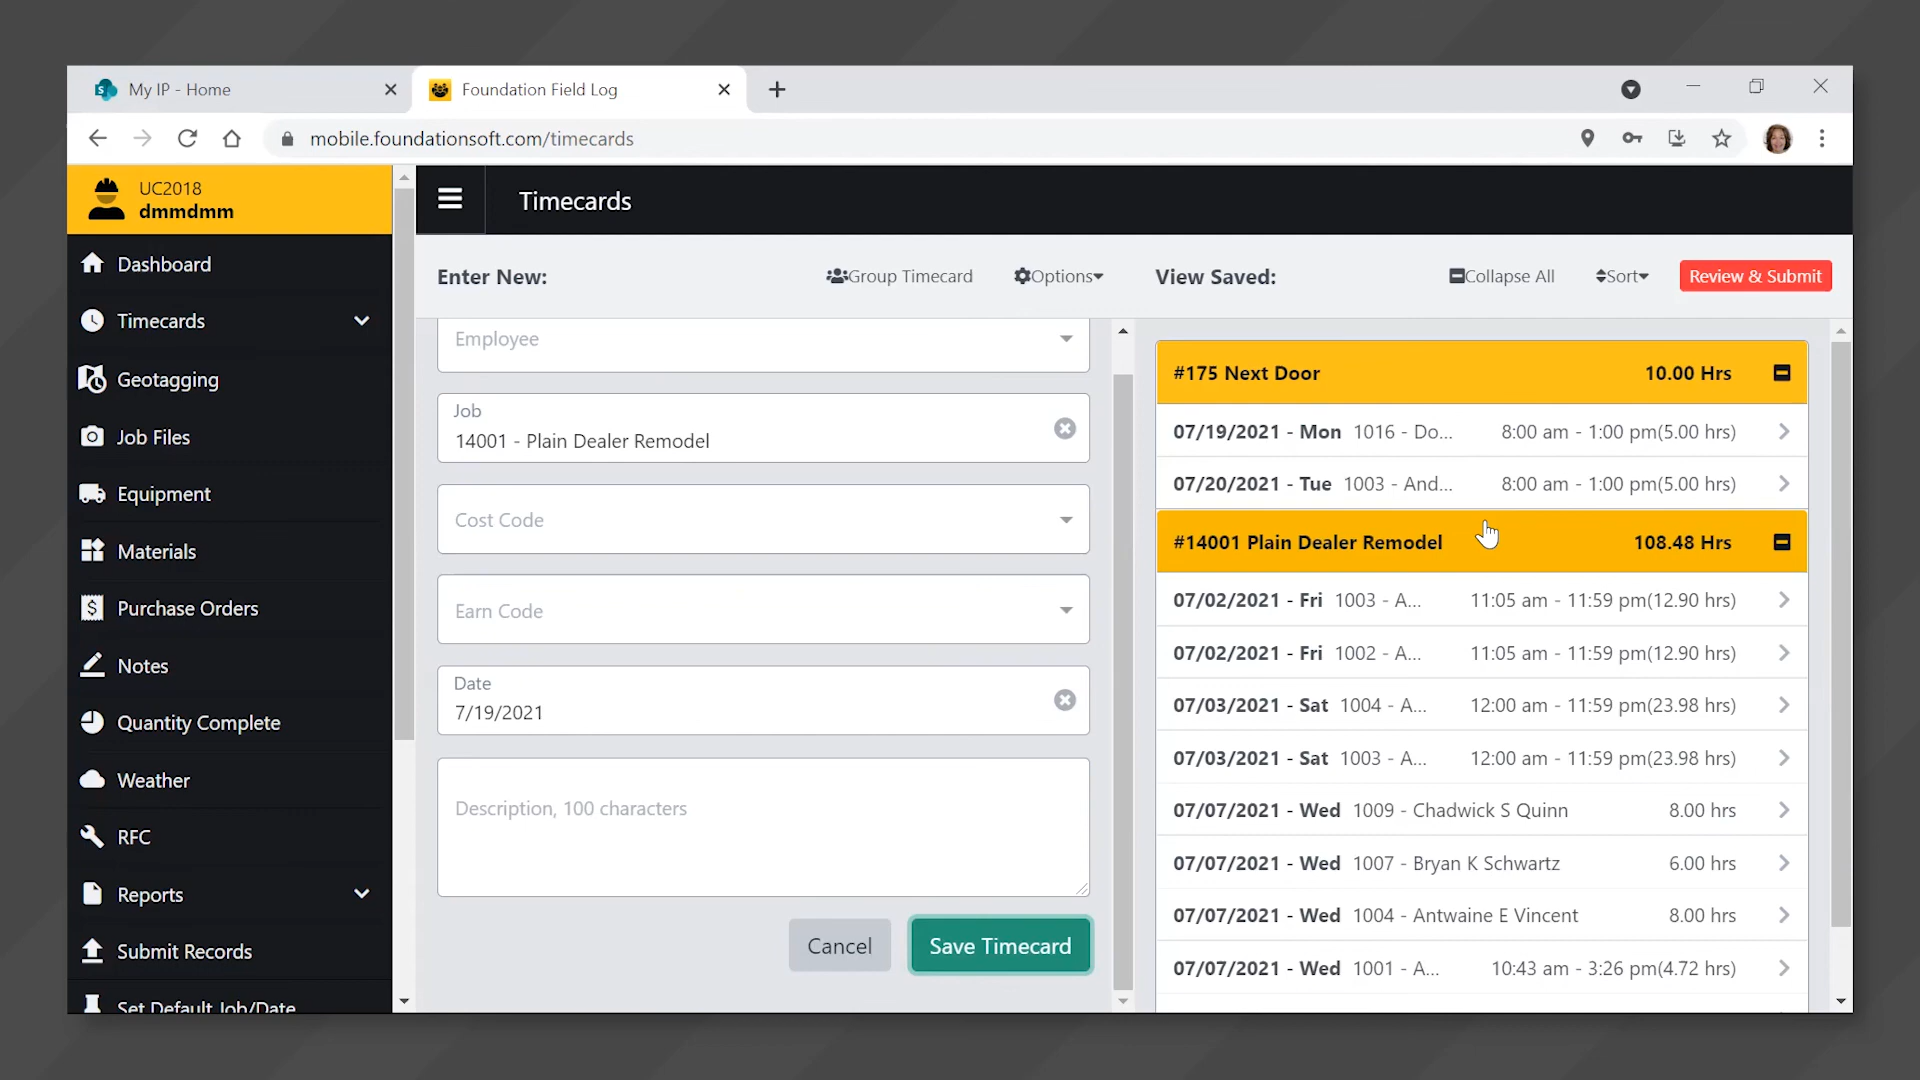 My IP - Home
Foundation Field Log
mobile.foundationsoft.com/timecards
UC2018
dmmdmm
Dashboard
Timecards
Geotagging
Job Files
Equipment
Materials
Purchase Orders
Notes
Quantity Complete
Weather
RFC
Reports
Submit Records
Set Default Job/Date
Timecards
Enter New:
Group Timecard
Options
Employee
Job
14001 - Plain Dealer Remodel
Cost Code
Earn Code
Date
7/19/2021
Description, 100 characters
Cancel
Save Timecard
View Saved:
Collapse All
Sort
Review & Submit
#175 Next Door 10.00 Hrs
07/19/2021 - Mon 1016 - Do... 8:00 am - 1:00 pm(5.00 hrs)
07/20/2021 - Tue 1003 - And... 8:00 am - 1:00 pm(5.00 hrs)
#14001 Plain Dealer Remodel 108.48 Hrs
07/02/2021 - Fri 1003 - A... 11:05 am - 11:59 pm(12.90 hrs)
07/02/2021 - Fri 1002 - A... 11:05 am - 11:59 pm(12.90 hrs)
07/03/2021 - Sat 1004 - A... 12:00 am - 11:59 pm(23.98 hrs)
07/03/2021 - Sat 1003 - A... 12:00 am - 11:59 pm(23.98 hrs)
07/07/2021 - Wed 1009 - Chadwick S Quinn 8.00 hrs
07/07/2021 - Wed 1007 - Bryan K Schwartz 6.00 hrs
07/07/2021 - Wed 1004 - Antwaine E Vincent 8.00 hrs
07/07/2021 - Wed 1001 - A... 10:43 am - 3:26 pm(4.72 hrs)